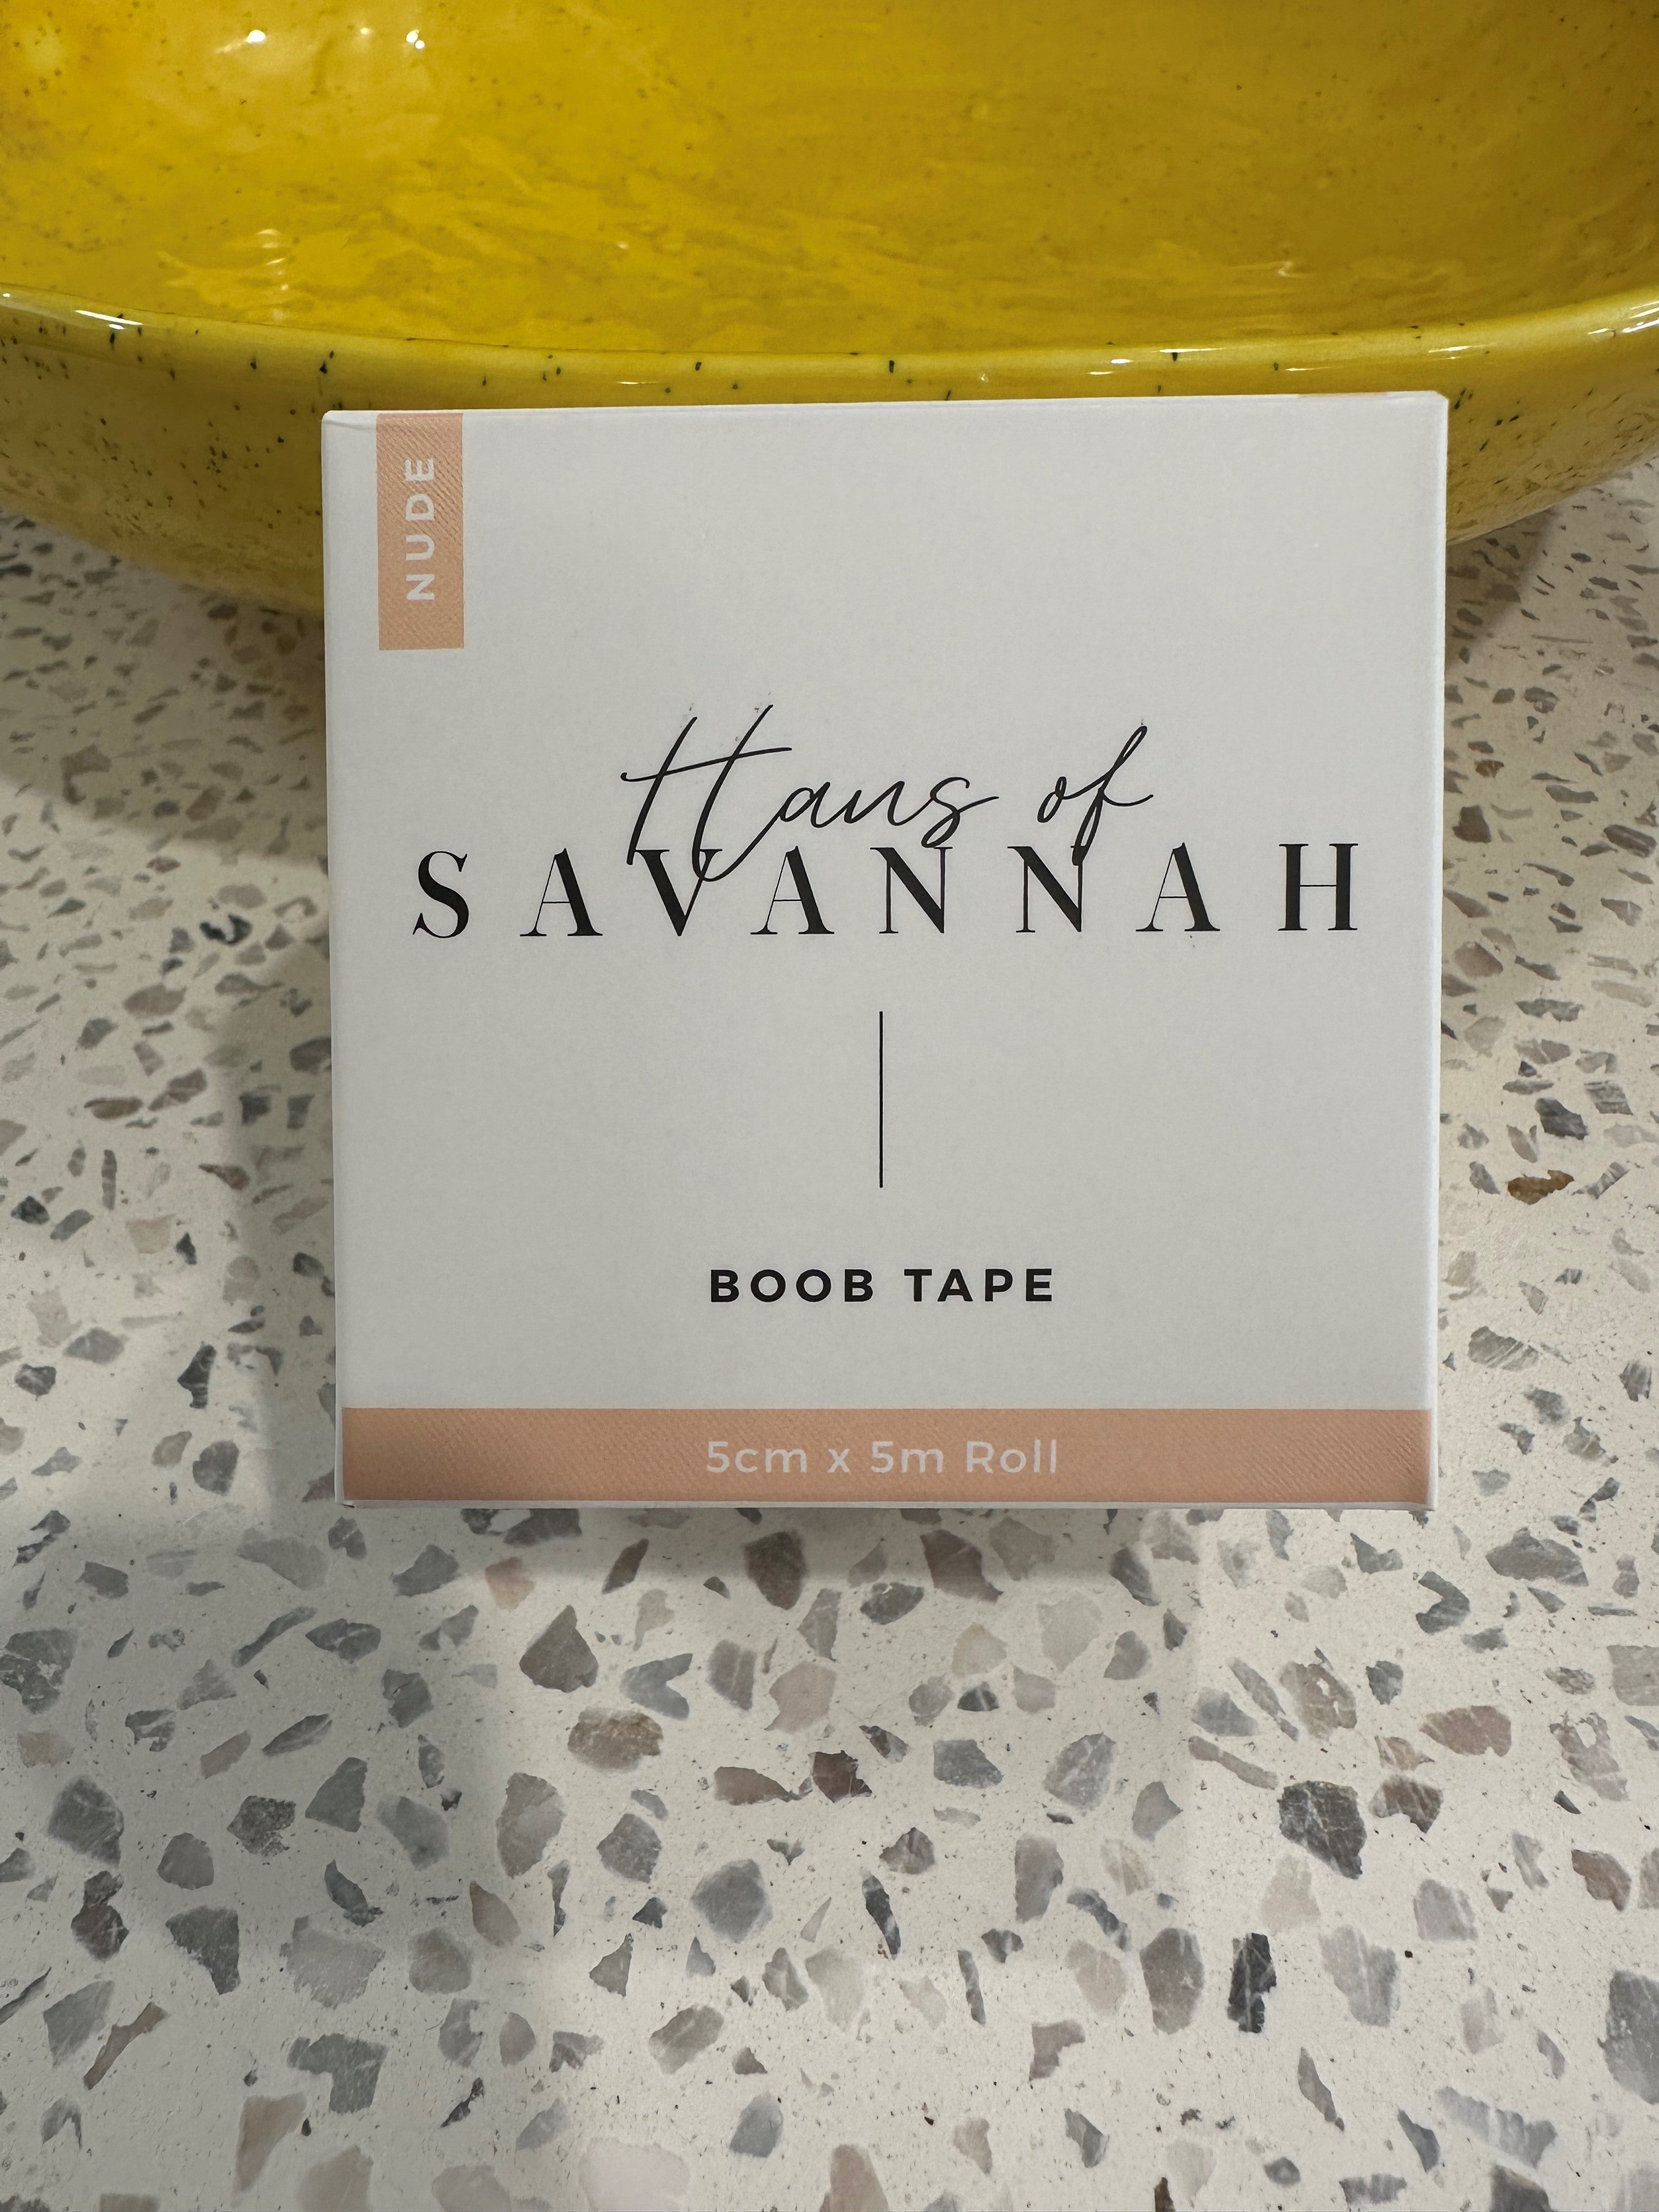 NUDE
Haus of
SAVANNAH
BOOB TAPE
5cm x 5m Roll